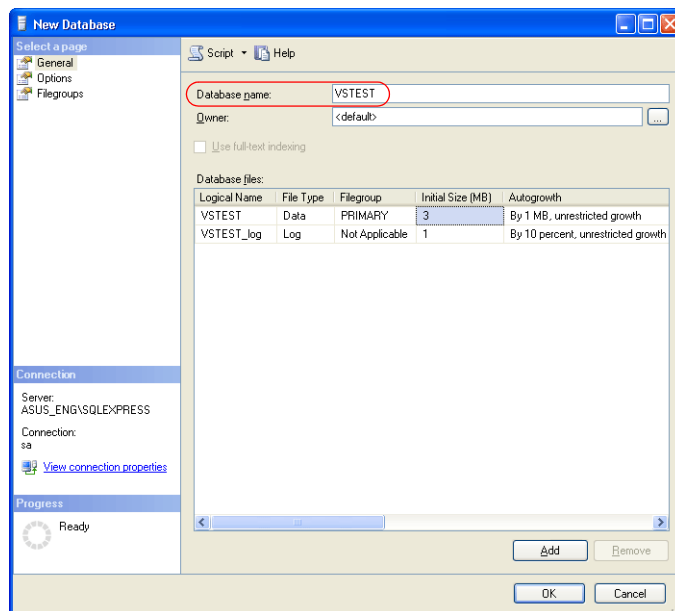 New Database
Select a page
General
Options
Filegroups
Script
Help
Database name:
VSTEST
Owner:
<default>
...
Use full-text indexing
Database files:
Logical Name File Type Filegroup Initial Size (MB) Autogrowth
VSTEST Data PRIMARY 3 By 1 MB, unrestricted growth
VSTEST_log Log Not Applicable 1 By 10 percent, unrestricted growth
Connection
Server:
ASUS_ENG\SQLEXPRESS
Connection:
sa
View connection properties
Progress
Ready
Add
Remove
OK
Cancel